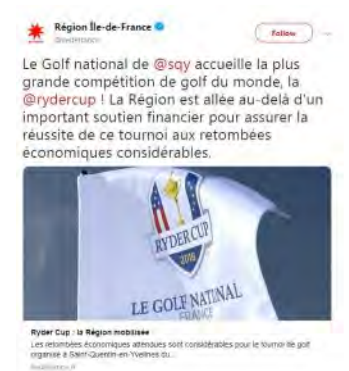 Région Île-de-France
Follow
Le Golf national de @sqy accueille la plus
grande compétition de golf du monde, la
@rydercup ! La Région est allée au-delà d'un
important soutien financier pour assurer la
réussite de ce tournoi aux retombées
économiques considérables.
RYDER CUP
2018
LE GOLF NATIONAL
FRANCE
Ryder Cup : la Région mobilisée
Les retombées économiques attendues sont considérables pour le tournoi de golf
organisé à Saint-Quentin-en-Yvelines du...